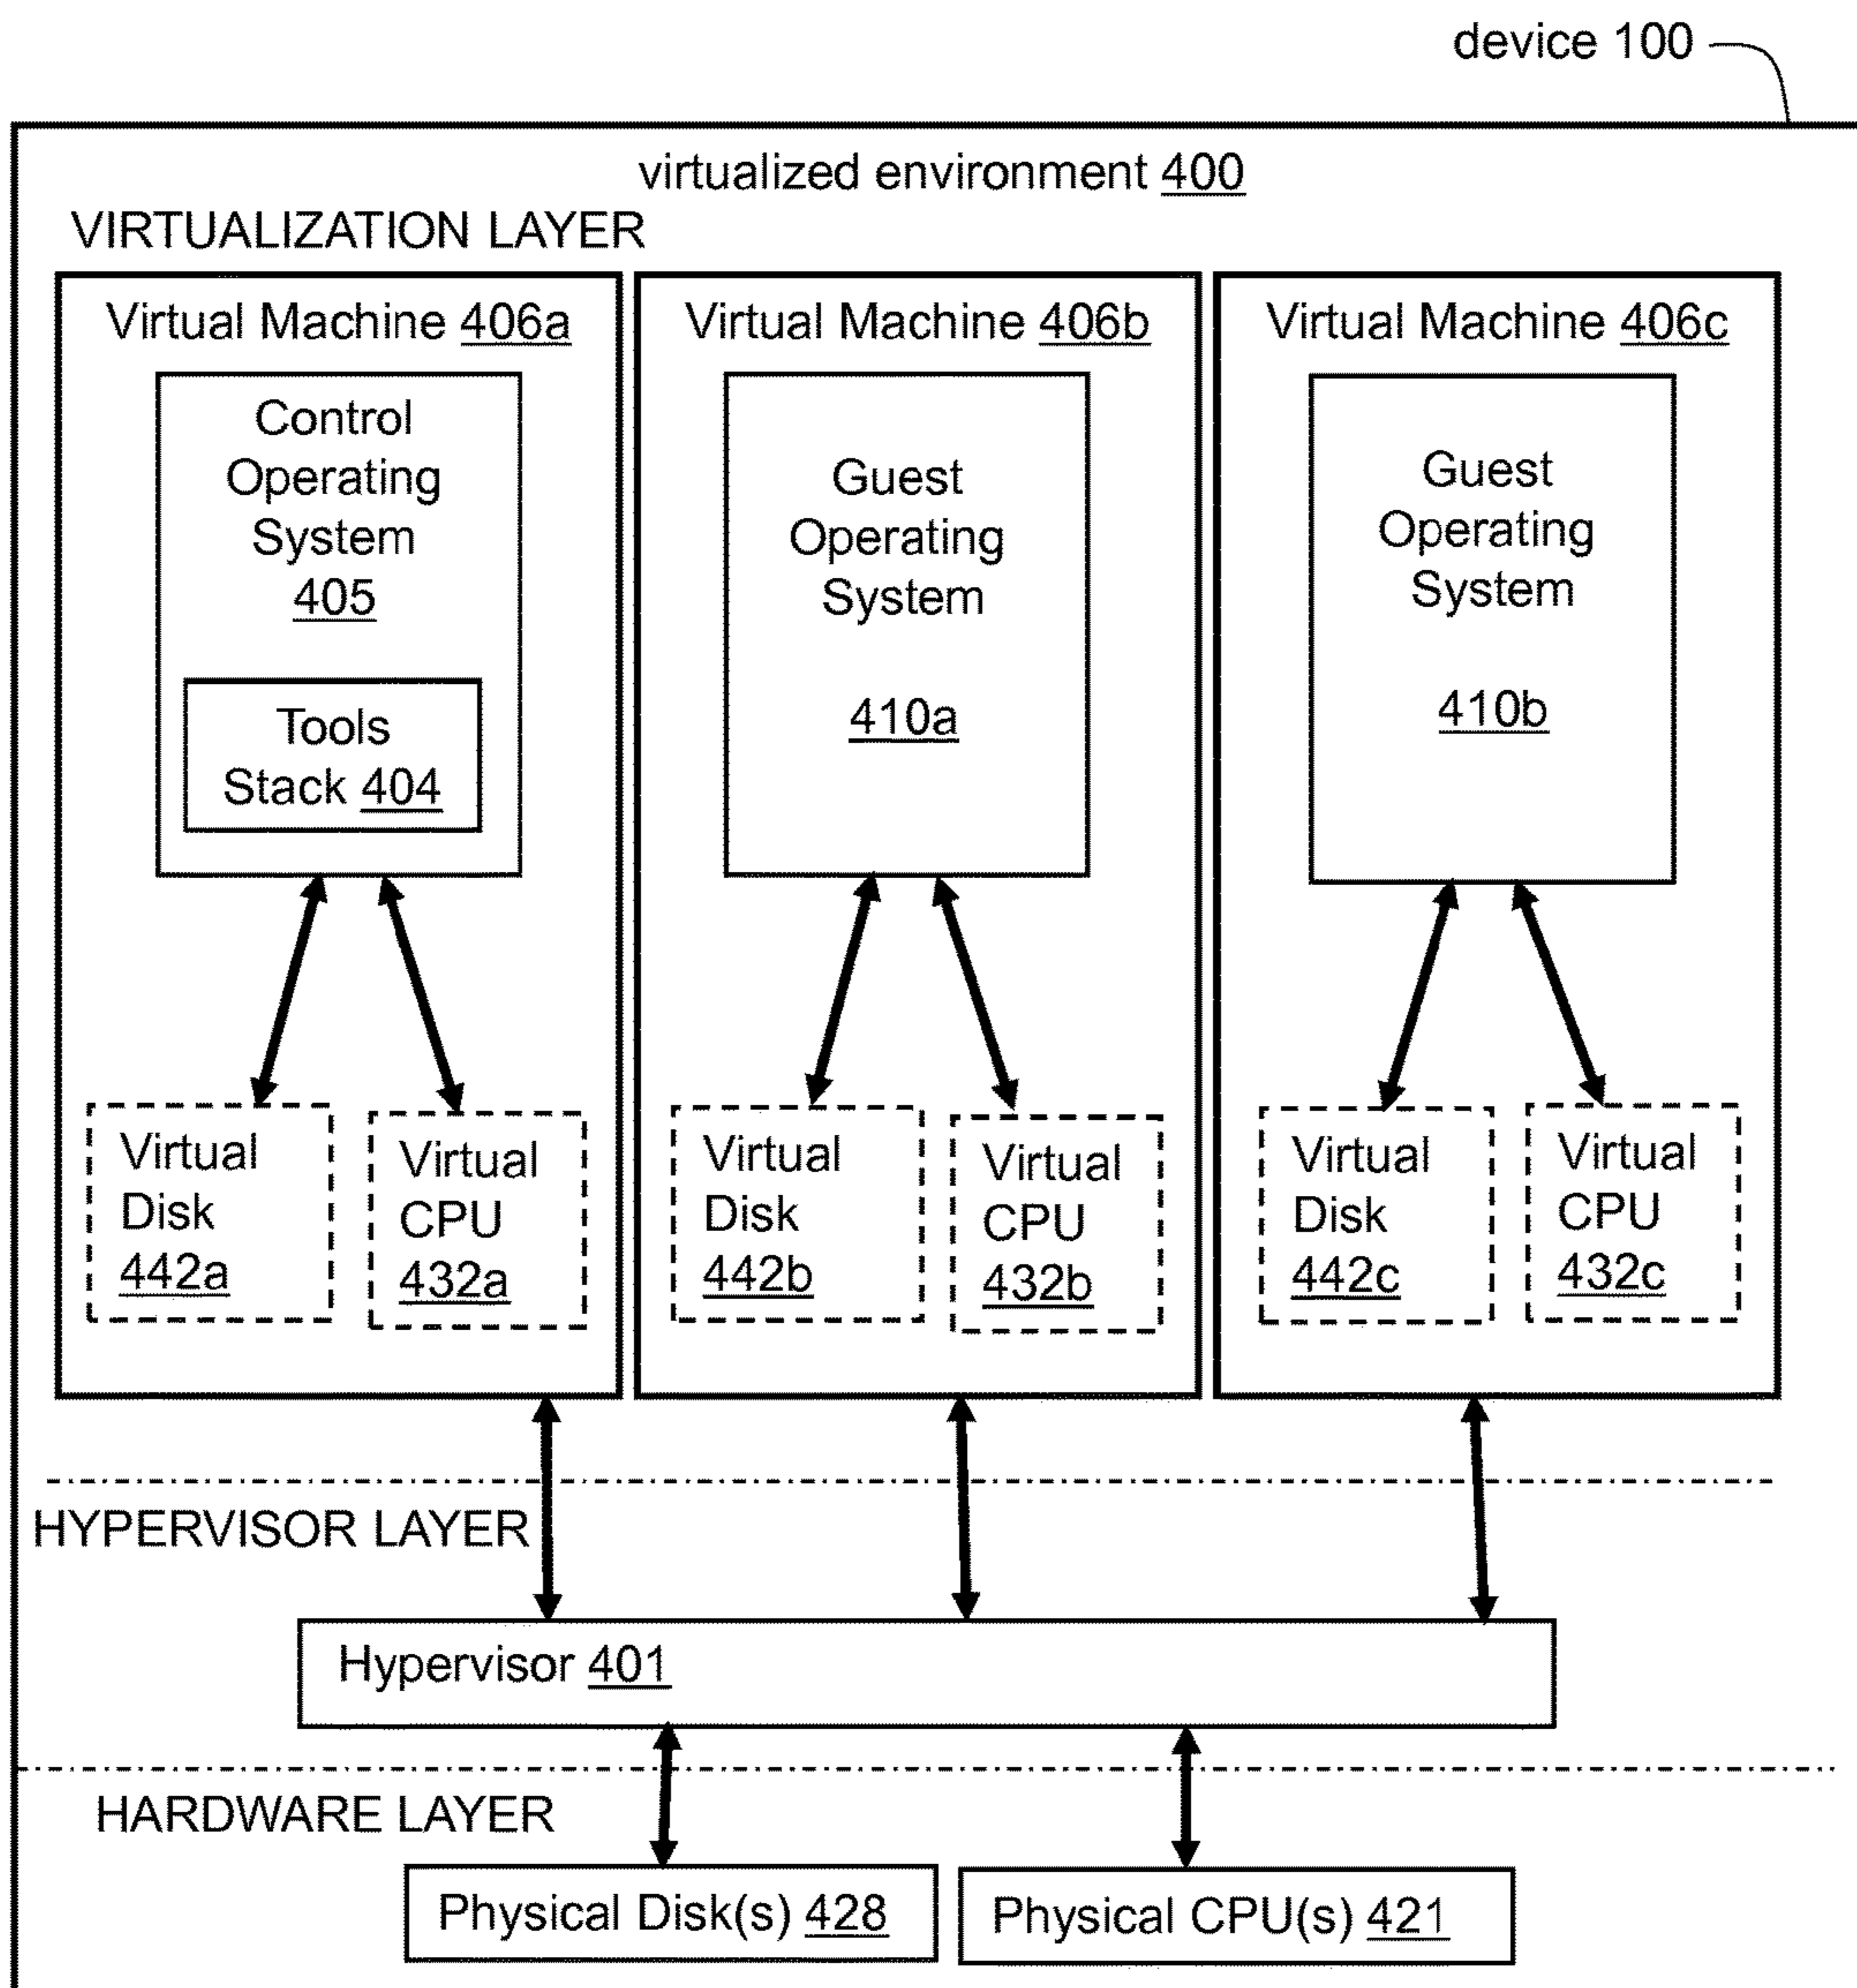 device 100
virtualized environment 400
VIRTUALIZATION LAYER
Virtual Machine 406a
Control
Operating
System
405
Tools
Stack 404
Virtual
Disk
442a
Virtual
CPU
432a
Virtual Machine 406b
Guest
Operating
System
410a
Virtual
Disk
442b
Virtual
CPU
432b
Virtual Machine 406c
Guest
Operating
System
410b
Virtual
Disk
442c
Virtual
CPU
432c
HYPERVISOR LAYER
Hypervisor 401
HARDWARE LAYER
Physical Disk(s) 428
Physical CPU(s) 421